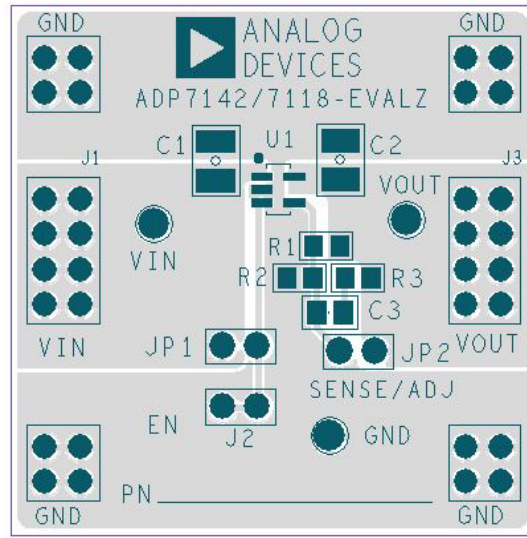 GND
ANALOG
DEVICES
GND
ADP7142/7118-EVALZ
C1
U1
C2
J1
J3
VOUT
VIN
R1
R2
R3
C3
VIN
JP1
JP2
VOUT
SENSE/ADJ
EN
J2
GND
PN
GND
GND